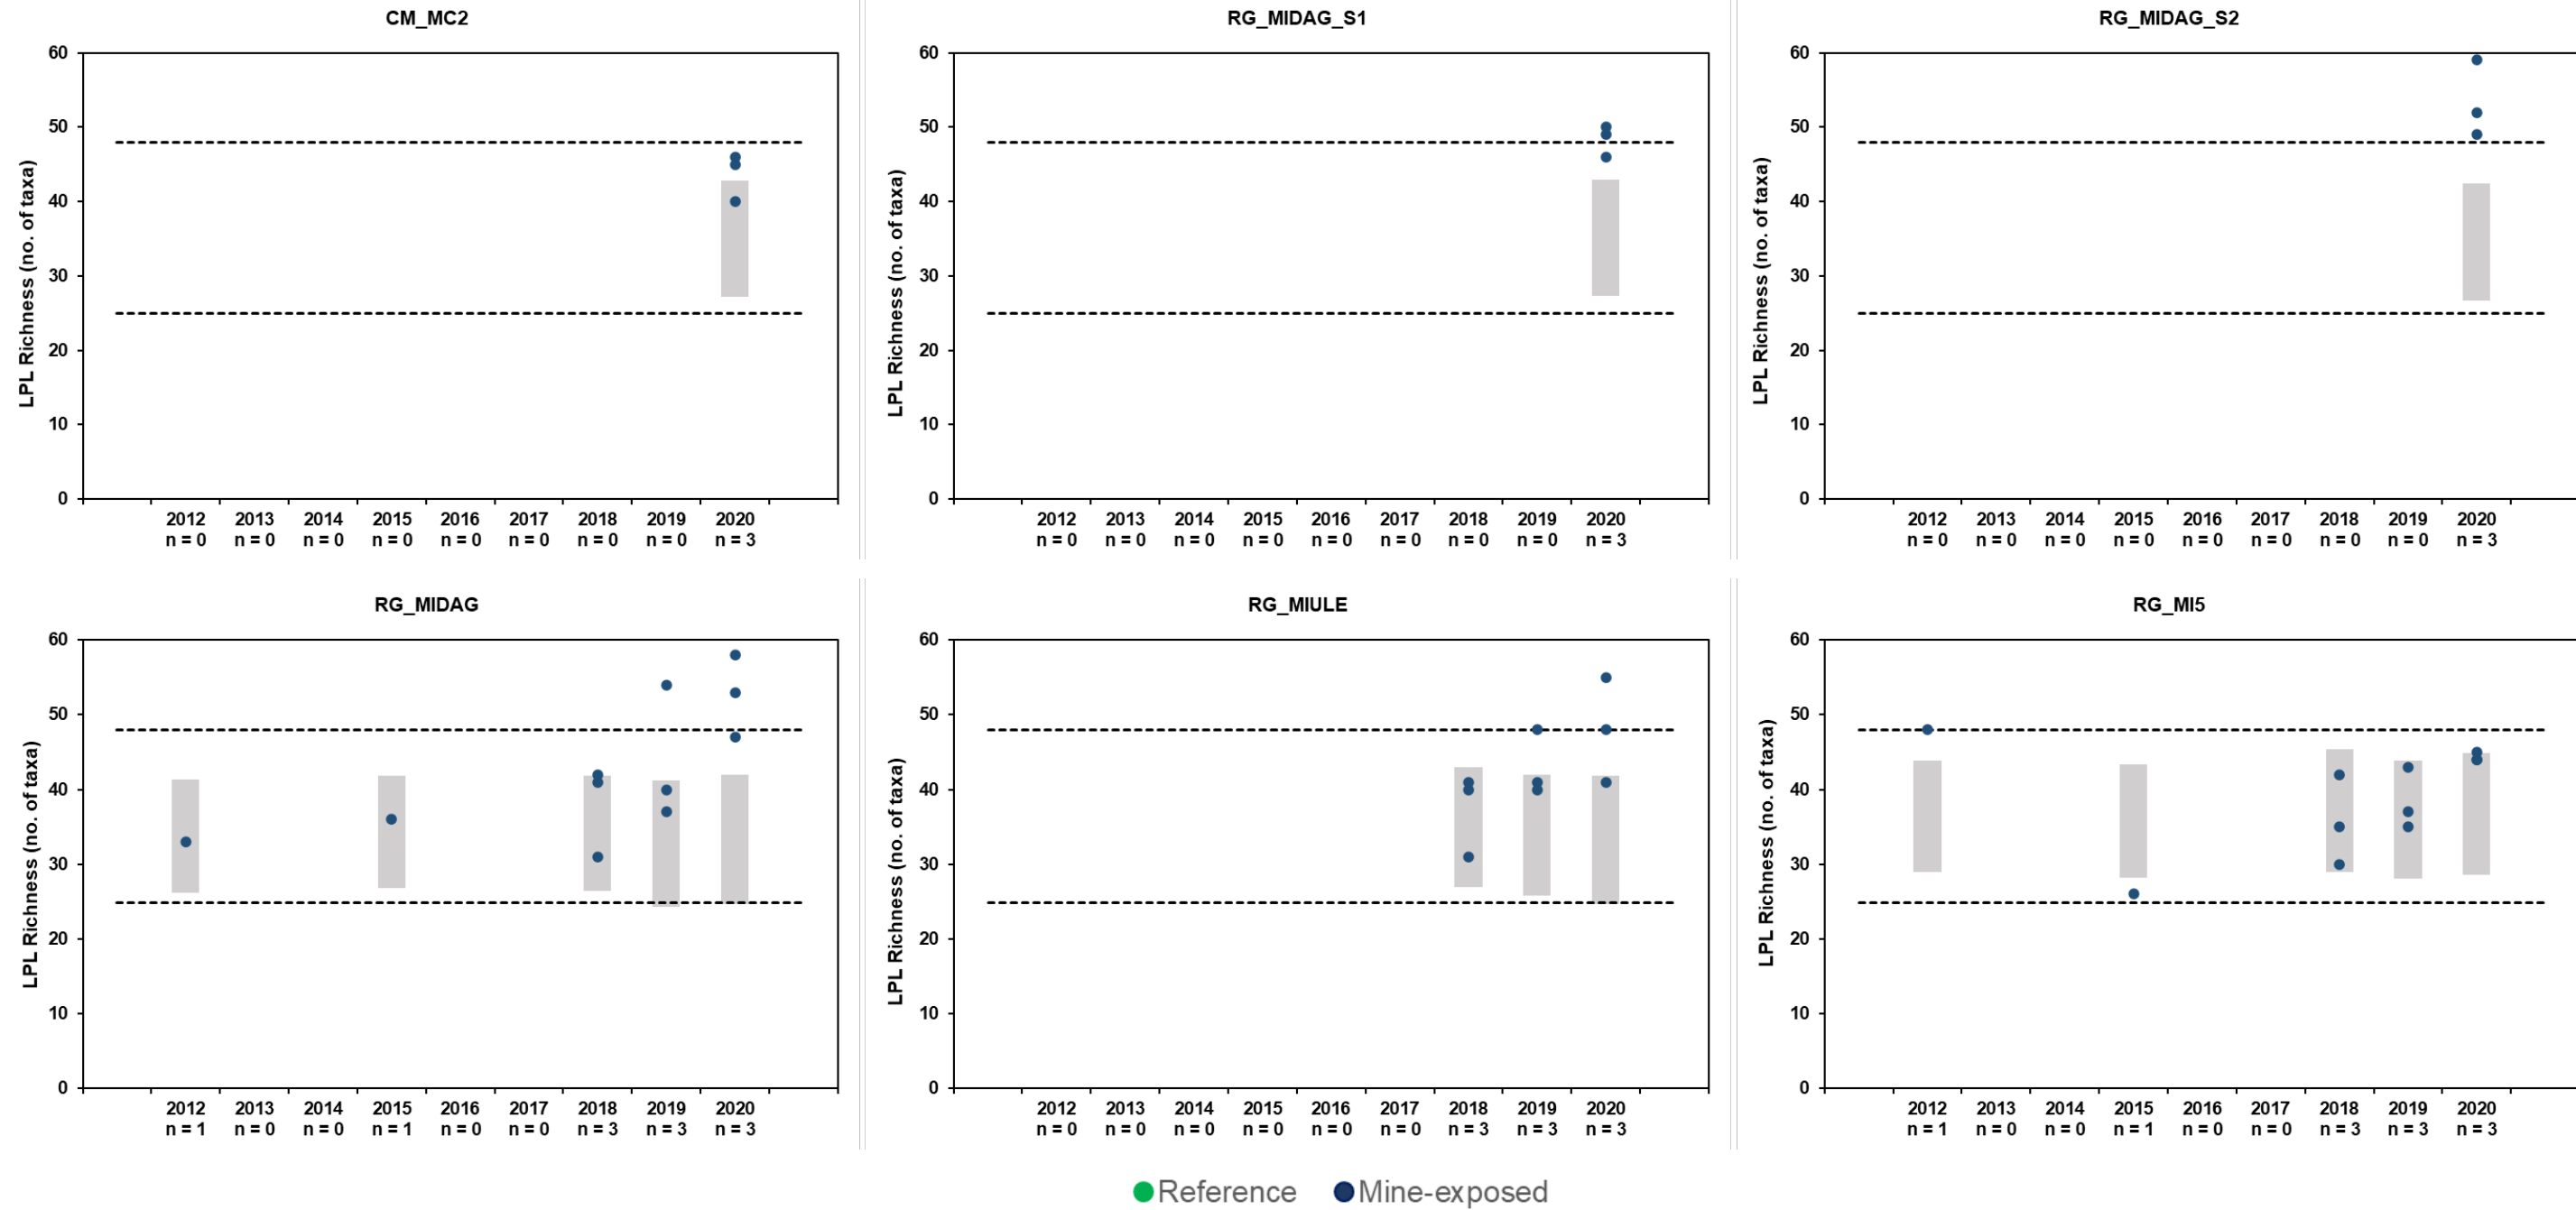 CM_MC2
LPL Richness (no. of taxa)
60
50
40
30
20
10
0
2012 2013 2014 2015 2016 2017 2018 2019 2020
n = 0 n = 0 n = 0 n = 0 n = 0 n = 0 n = 0 n = 0 n = 3
RG_MIDAG_S1
LPL Richness (no. of taxa)
60
50
40
30
20
10
0
2012 2013 2014 2015 2016 2017 2018 2019 2020
n = 0 n = 0 n = 0 n = 0 n = 0 n = 0 n = 0 n = 0 n = 3
RG_MIDAG_S2
LPL Richness (no. of taxa)
60
50
40
30
20
10
0
2012 2013 2014 2015 2016 2017 2018 2019 2020
n = 0 n = 0 n = 0 n = 0 n = 0 n = 0 n = 0 n = 0 n = 3
RG_MIDAG
LPL Richness (no. of taxa)
60
50
40
30
20
10
0
2012 2013 2014 2015 2016 2017 2018 2019 2020
n = 1 n = 0 n = 0 n = 1 n = 0 n = 0 n = 3 n = 3 n = 3
RG_MIULE
LPL Richness (no. of taxa)
60
50
40
30
20
10
0
2012 2013 2014 2015 2016 2017 2018 2019 2020
n = 0 n = 0 n = 0 n = 0 n = 0 n = 0 n = 3 n = 3 n = 3
RG_MI5
LPL Richness (no. of taxa)
60
50
40
30
20
10
0
2012 2013 2014 2015 2016 2017 2018 2019 2020
n = 1 n = 0 n = 0 n = 1 n = 0 n = 0 n = 3 n = 3 n = 3
Reference Mine-exposed